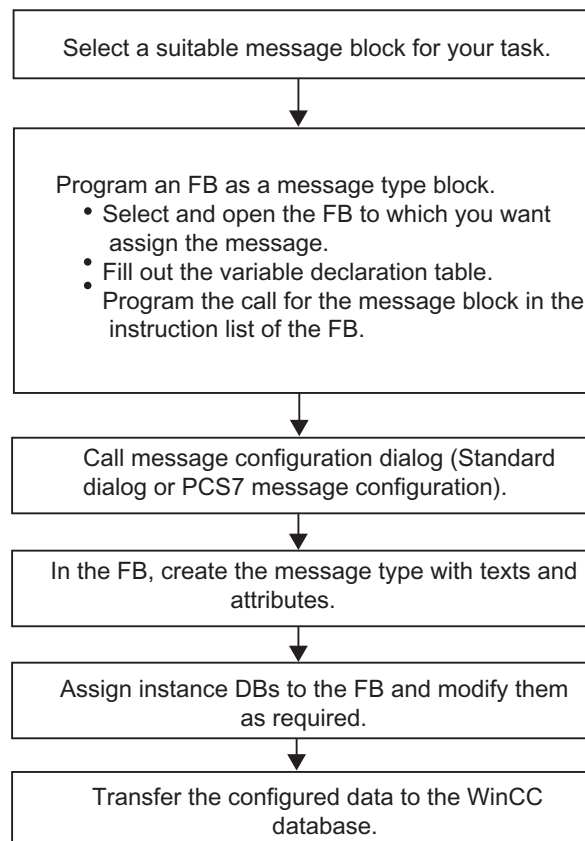 Select a suitable message block for your task.
Program an FB as a message type block.
• Select and open the FB to which you want
assign the message.
• Fill out the variable declaration table.
• Program the call for the message block in the
instruction list of the FB.
Call message configuration dialog (Standard
dialog or PCS7 message configuration).
In the FB, create the message type with texts and
attributes.
Assign instance DBs to the FB and modify them
as required.
Transfer the configured data to the WinCC
database.